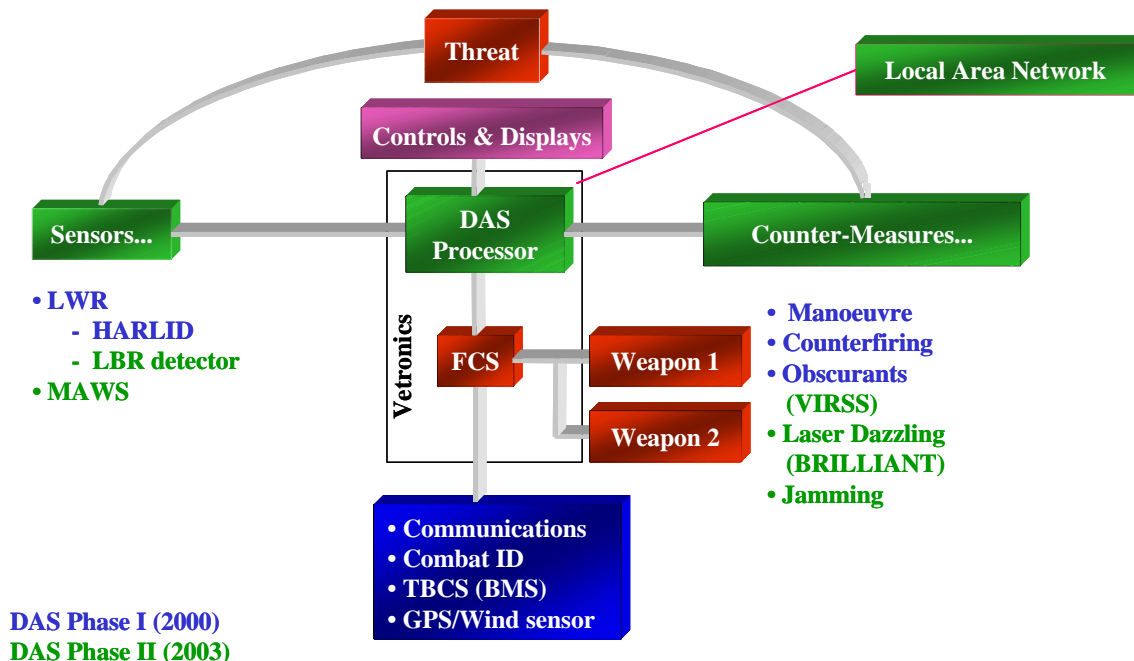 Threat
Local Area Network
Controls & Displays
Sensors...
DAS
Processor
Counter-Measures...
• LWR
- HARLID
- LBR detector
• MAWS
Vetronics
FCS
Weapon 1
Weapon 2
• Manoeuvre
• Counterfiring
• Obscurants
(VIRSS)
• Laser Dazzling
(BRILLIANT)
• Jamming
• Communications
• Combat ID
• TBCS (BMS)
• GPS/Wind sensor
DAS Phase I (2000)
DAS Phase II (2003)